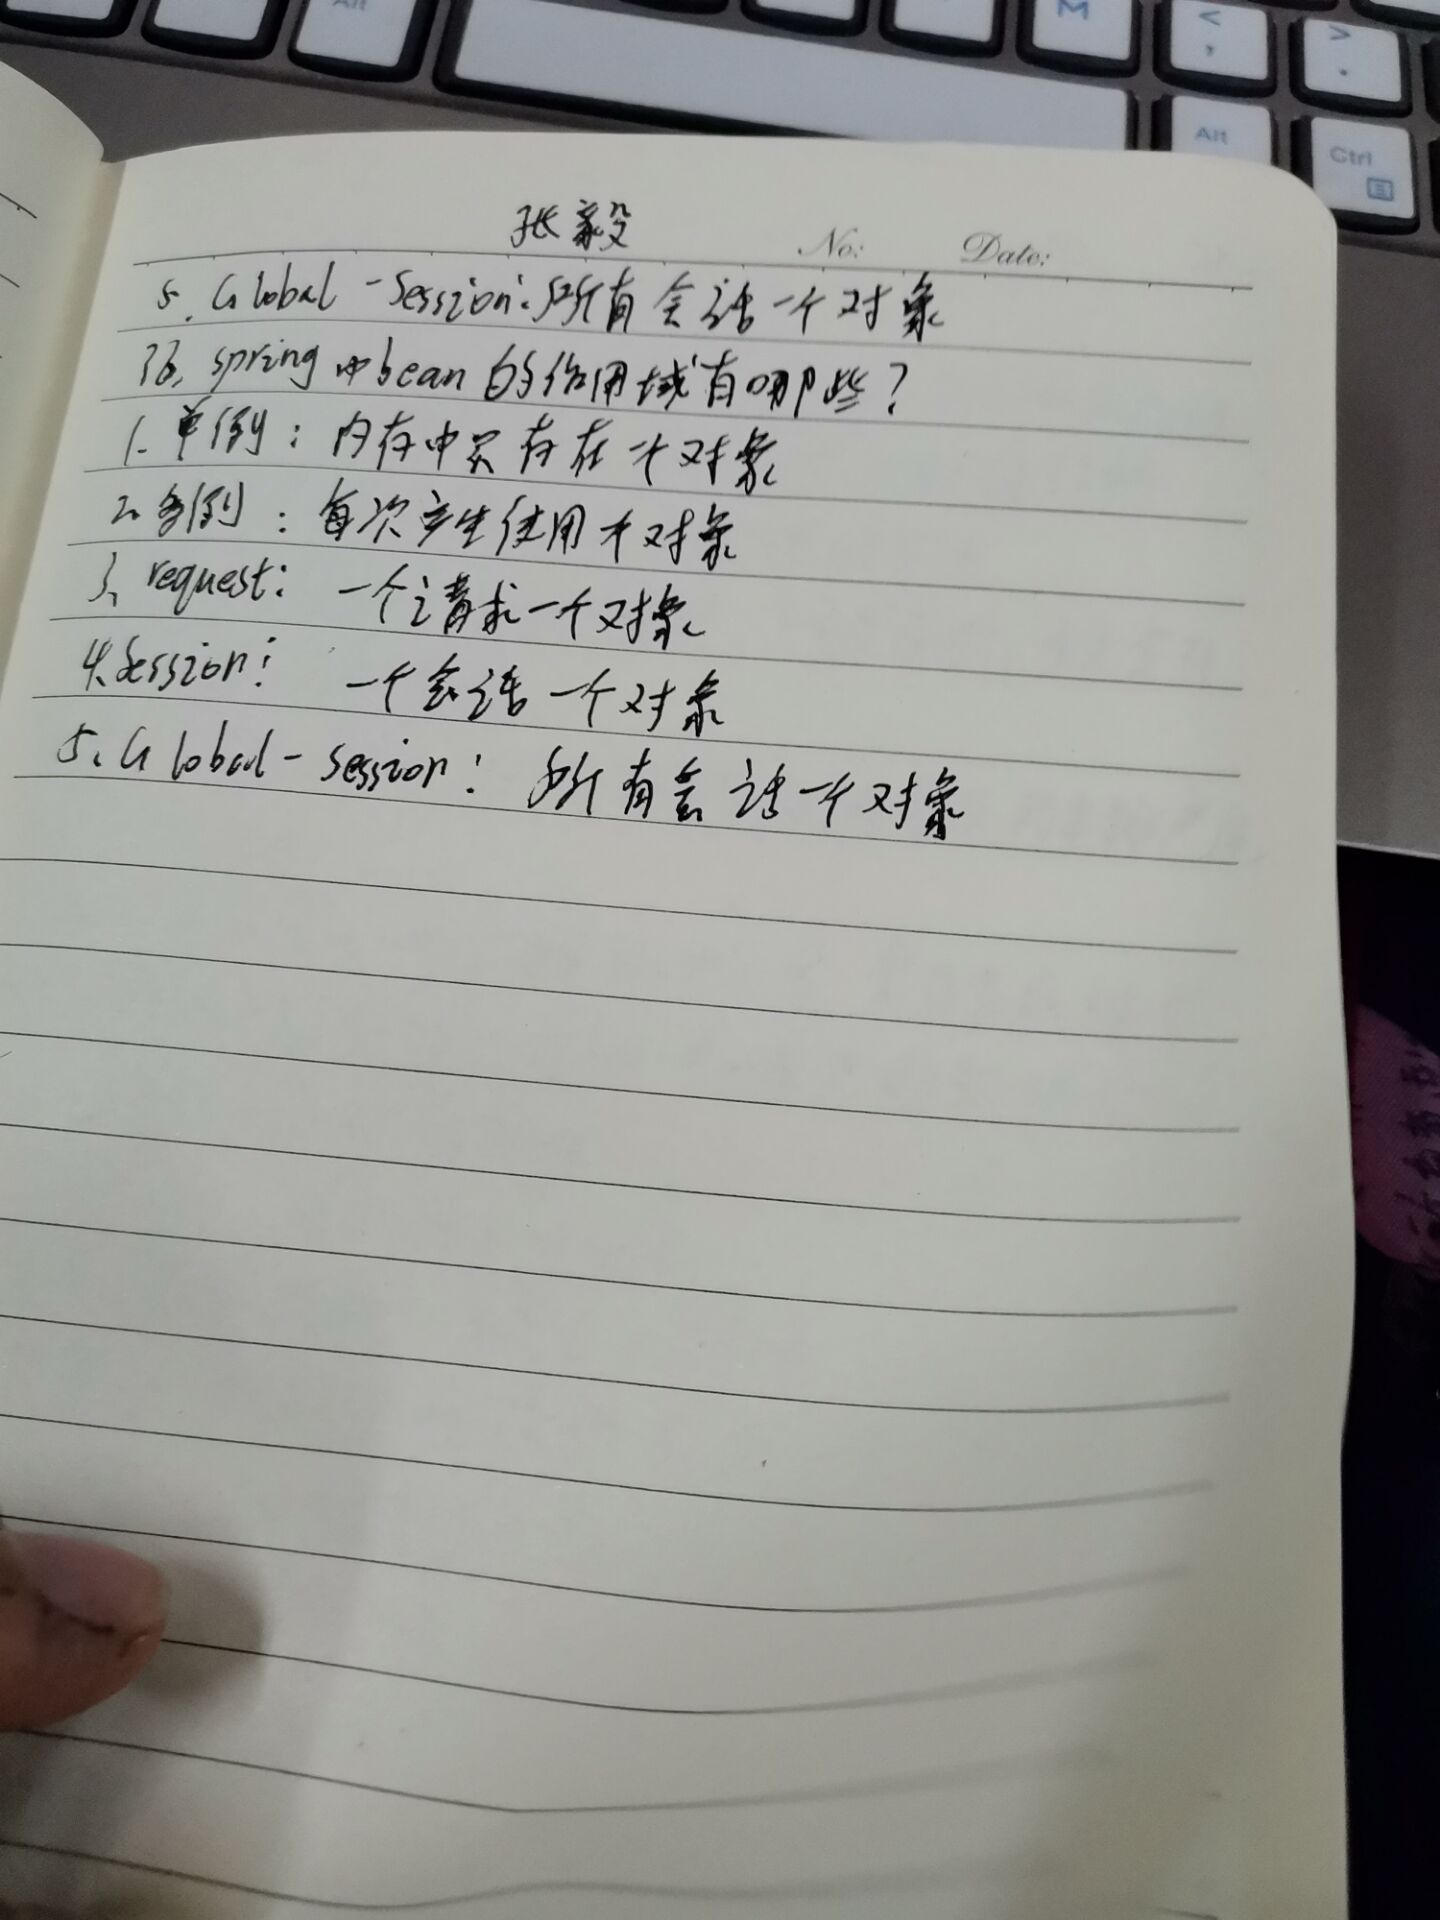 Alt
M
<
,
>
.
Alt
Ctrl
张毅
No:
Date:
5. Global-Session:所有会话一个对象
36、spring中bean的作用域有哪些?
1.单例:内存中只存在一个对象
2.多例:每次产生使用一个对象
3、request: 一个请求一个对象
4.Session: 一个会话一个对象
5.Global-session: 所有会话一个对象